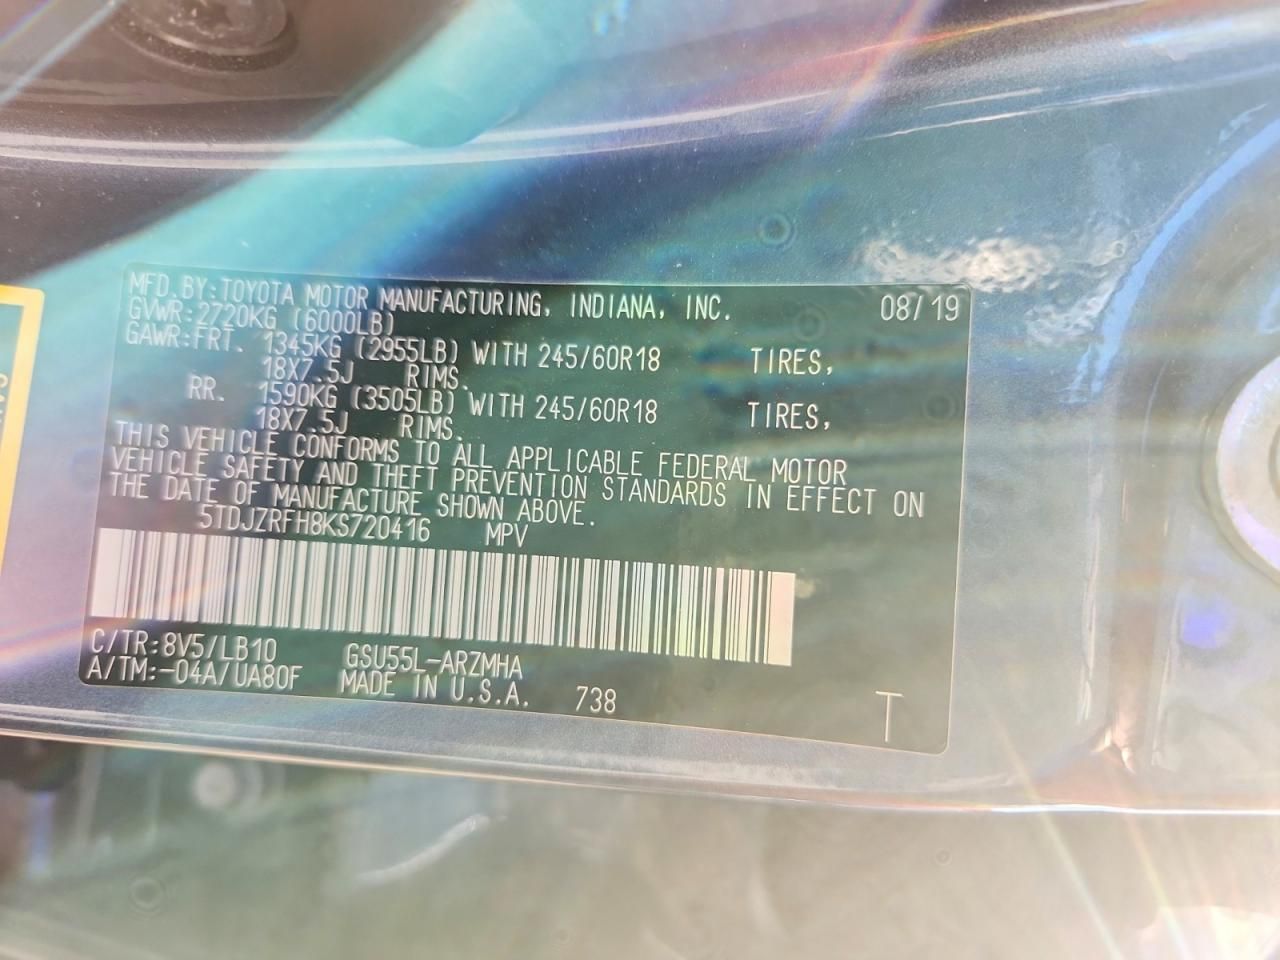 MFD.BY:TOYOTA MOTOR MANUFACTURING, INDIANA, INC. 08/19
GVWR:2720KG (6000LB)
GAWR:FRT. 1345KG (2955LB) WITH 245/60R18 TIRES,
18X7.5J RIMS.
RR. 1590KG (3505LB) WITH 245/60R18 TIRES,
18X7.5J RIMS.
THIS VEHICLE CONFORMS TO ALL APPLICABLE FEDERAL MOTOR
VEHICLE SAFETY AND THEFT PREVENTION STANDARDS IN EFFECT ON
THE DATE OF MANUFACTURE SHOWN ABOVE.
5TDJZRFH8KS720416 MPV
C/TR:8V5/LB10 GSU55L-ARZMHA
A/TM:-04A/UA80F MADE IN U.S.A. 738 T